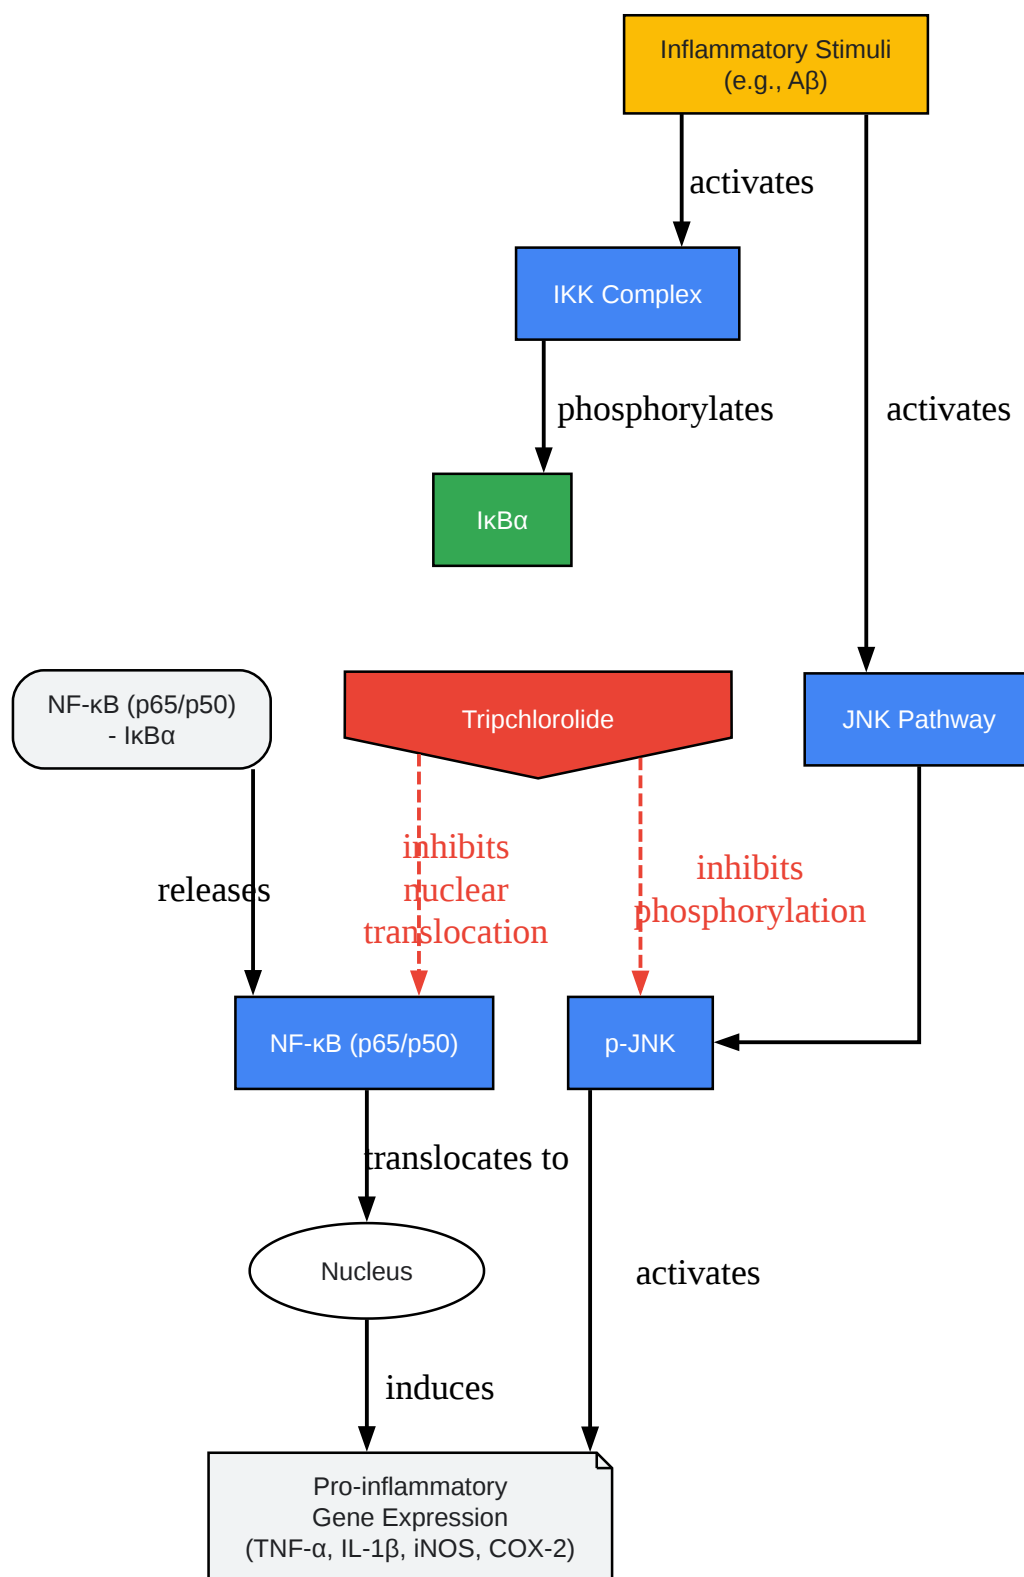 Inflammatory Stimuli
(e.g., Aβ)
activates
IKK Complex
phosphorylates
activates
IκBα
NF-κB (p65/p50)
- IκBα
Tripchlorolide
JNK Pathway
releases
inhibits
nuclear
translocation
inhibits
phosphorylation
NF-κB (p65/p50)
p-JNK
translocates to
Nucleus
activates
induces
Pro-inflammatory
Gene Expression
(TNF-α, IL-1β, iNOS, COX-2)